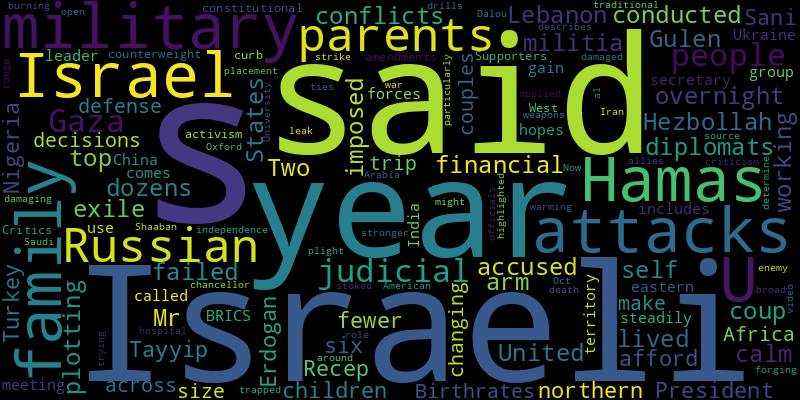 burning
open
traditional
constitutional
drills
Dalou
conflicts
Lebanon
conducted
Sani
military
parents
militia
Gulen
Ukraine
describes
damaged
leader
counterweight
curb
strike
amendments
Supporters
people
secretary
group
Israel
said
placement
ties
war
gain
range
defense
States
university
couples
particularly
imposed
forces
applied
West
weapons
al
Iran
overnight
Nigeria
Gaza
S
activism
Oxford
leak
hopes
Hezbollah
decisions
top
China
comes
Two
trip
financial
diplomats
source
allies
criticism
working
dozens
year
Arabia
Now
Hamas
determine
family
exile
includes
damaging
Critics
use
Shaaban
independence
India
might
highlighted
officials
warming
Saudi
Russian
stronger
attacks
Turkey
failed
plight
judicial
accused
self
U
enemy
chancellor
stoked
American
Oct
death
territory
eastern
broad
video
plotting
called
Israeli
changing
arm
make
steadily
coup
hospital
Mr
BRICS
Erdogan
fewer
role
six
lived
Africa
trying
Tayyip
around
Recep
United
afford
calm
meeting
across
size
trapped
children
Birthrates
northern
President
forging